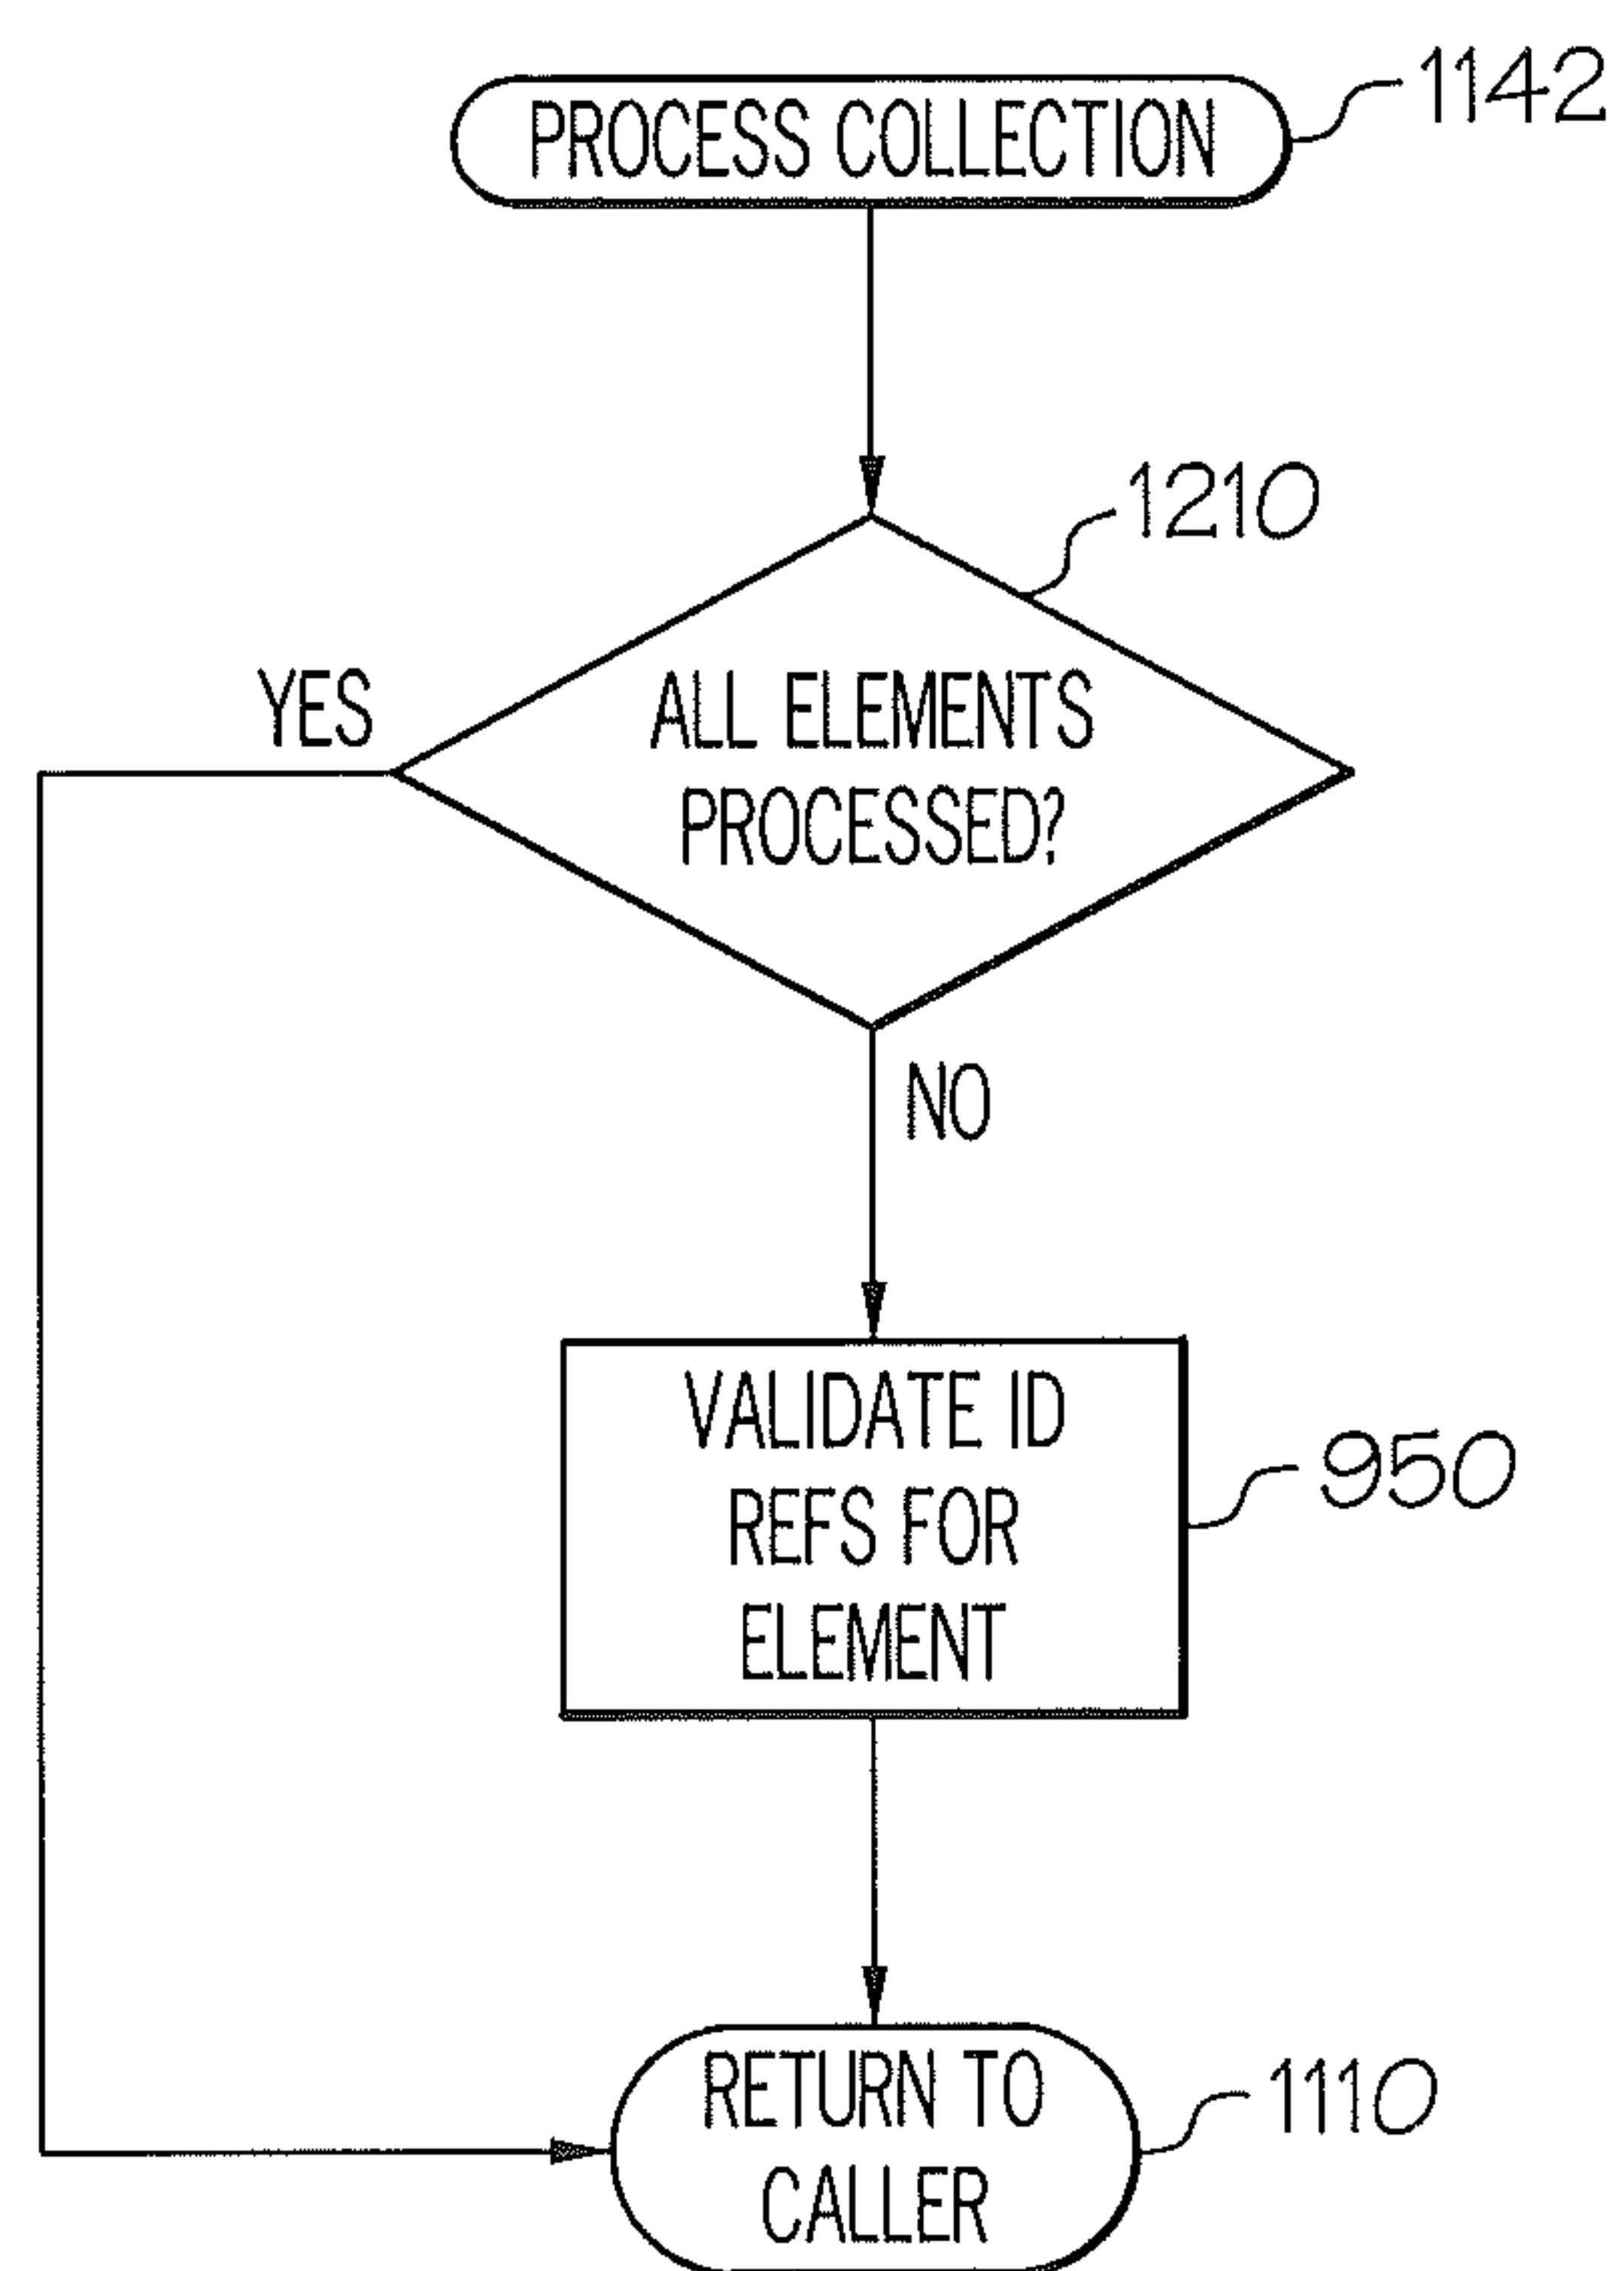 PROCESS COLLECTION
1142
1210
ALL ELEMENTS
PROCESSED?
YES
NO
VALIDATE ID
REFS FOR
ELEMENT
950
RETURN TO
CALLER
1110